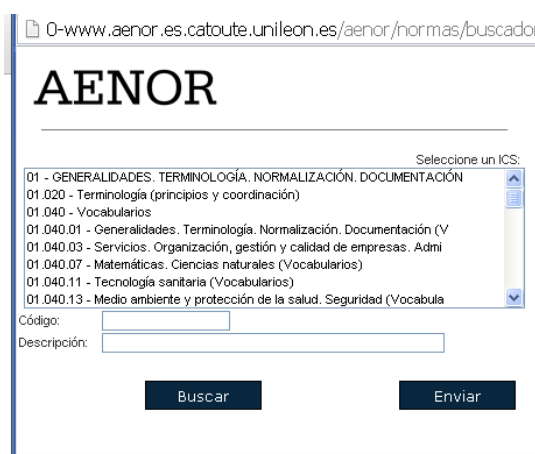 0-www.aenor.es.catoute.unileon.es/aenor/normas/buscador
AENOR
Seleccione un ICS:
01 - GENERALIDADES. TERMINOLOGÍA. NORMALIZACIÓN. DOCUMENTACIÓN
01.020 - Terminología (principios y coordinación)
01.040 - Vocabularios
01.040.01 - Generalidades. Terminología. Normalización. Documentación (V
01.040.03 - Servicios. Organización, gestión y calidad de empresas. Admi
01.040.07 - Matemáticas. Ciencias naturales (Vocabularios)
01.040.11 - Tecnología sanitaria (Vocabularios)
01.040.13 - Medio ambiente y protección de la salud. Seguridad (Vocabula
Código:
Descripción:
Buscar Enviar